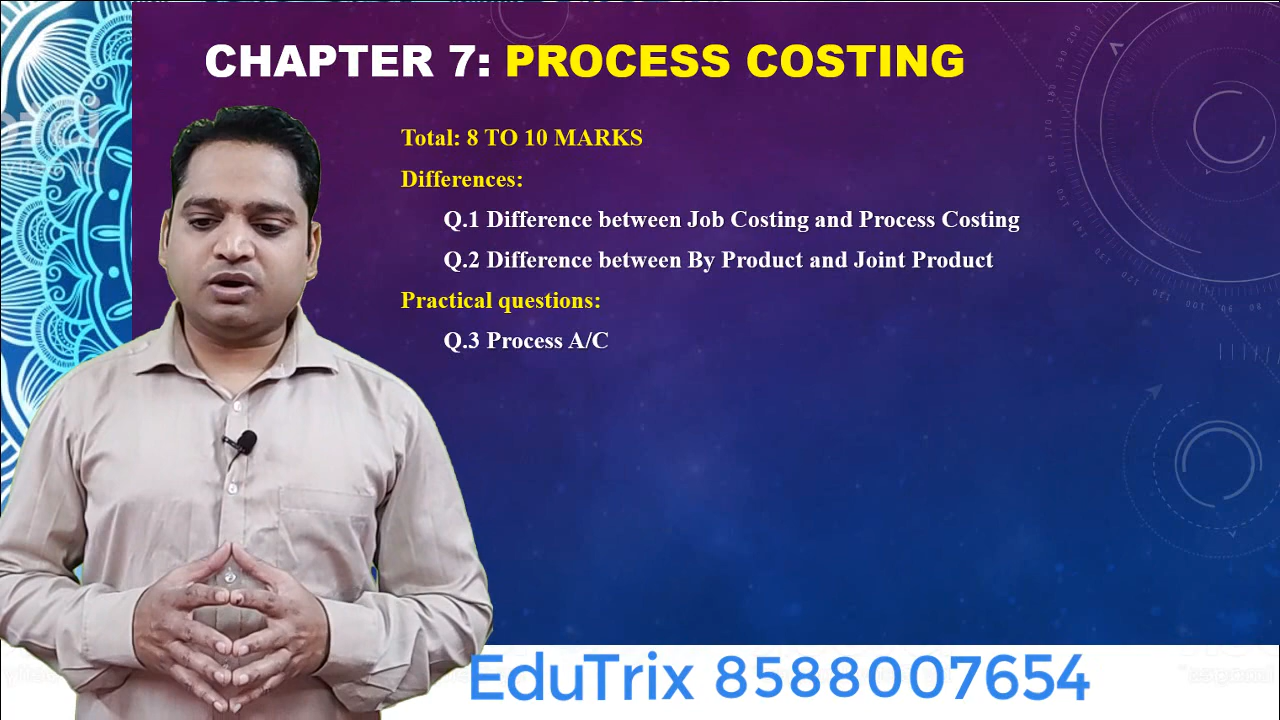 CHAPTER 7: PROCESS COSTING
Total: 8 TO 10 MARKS
Differences:
Q.1 Difference between Job Costing and Process Costing
Q.2 Difference between By Product and Joint Product
Practical questions:
Q.3 Process A/C
EduTrix 8588007654